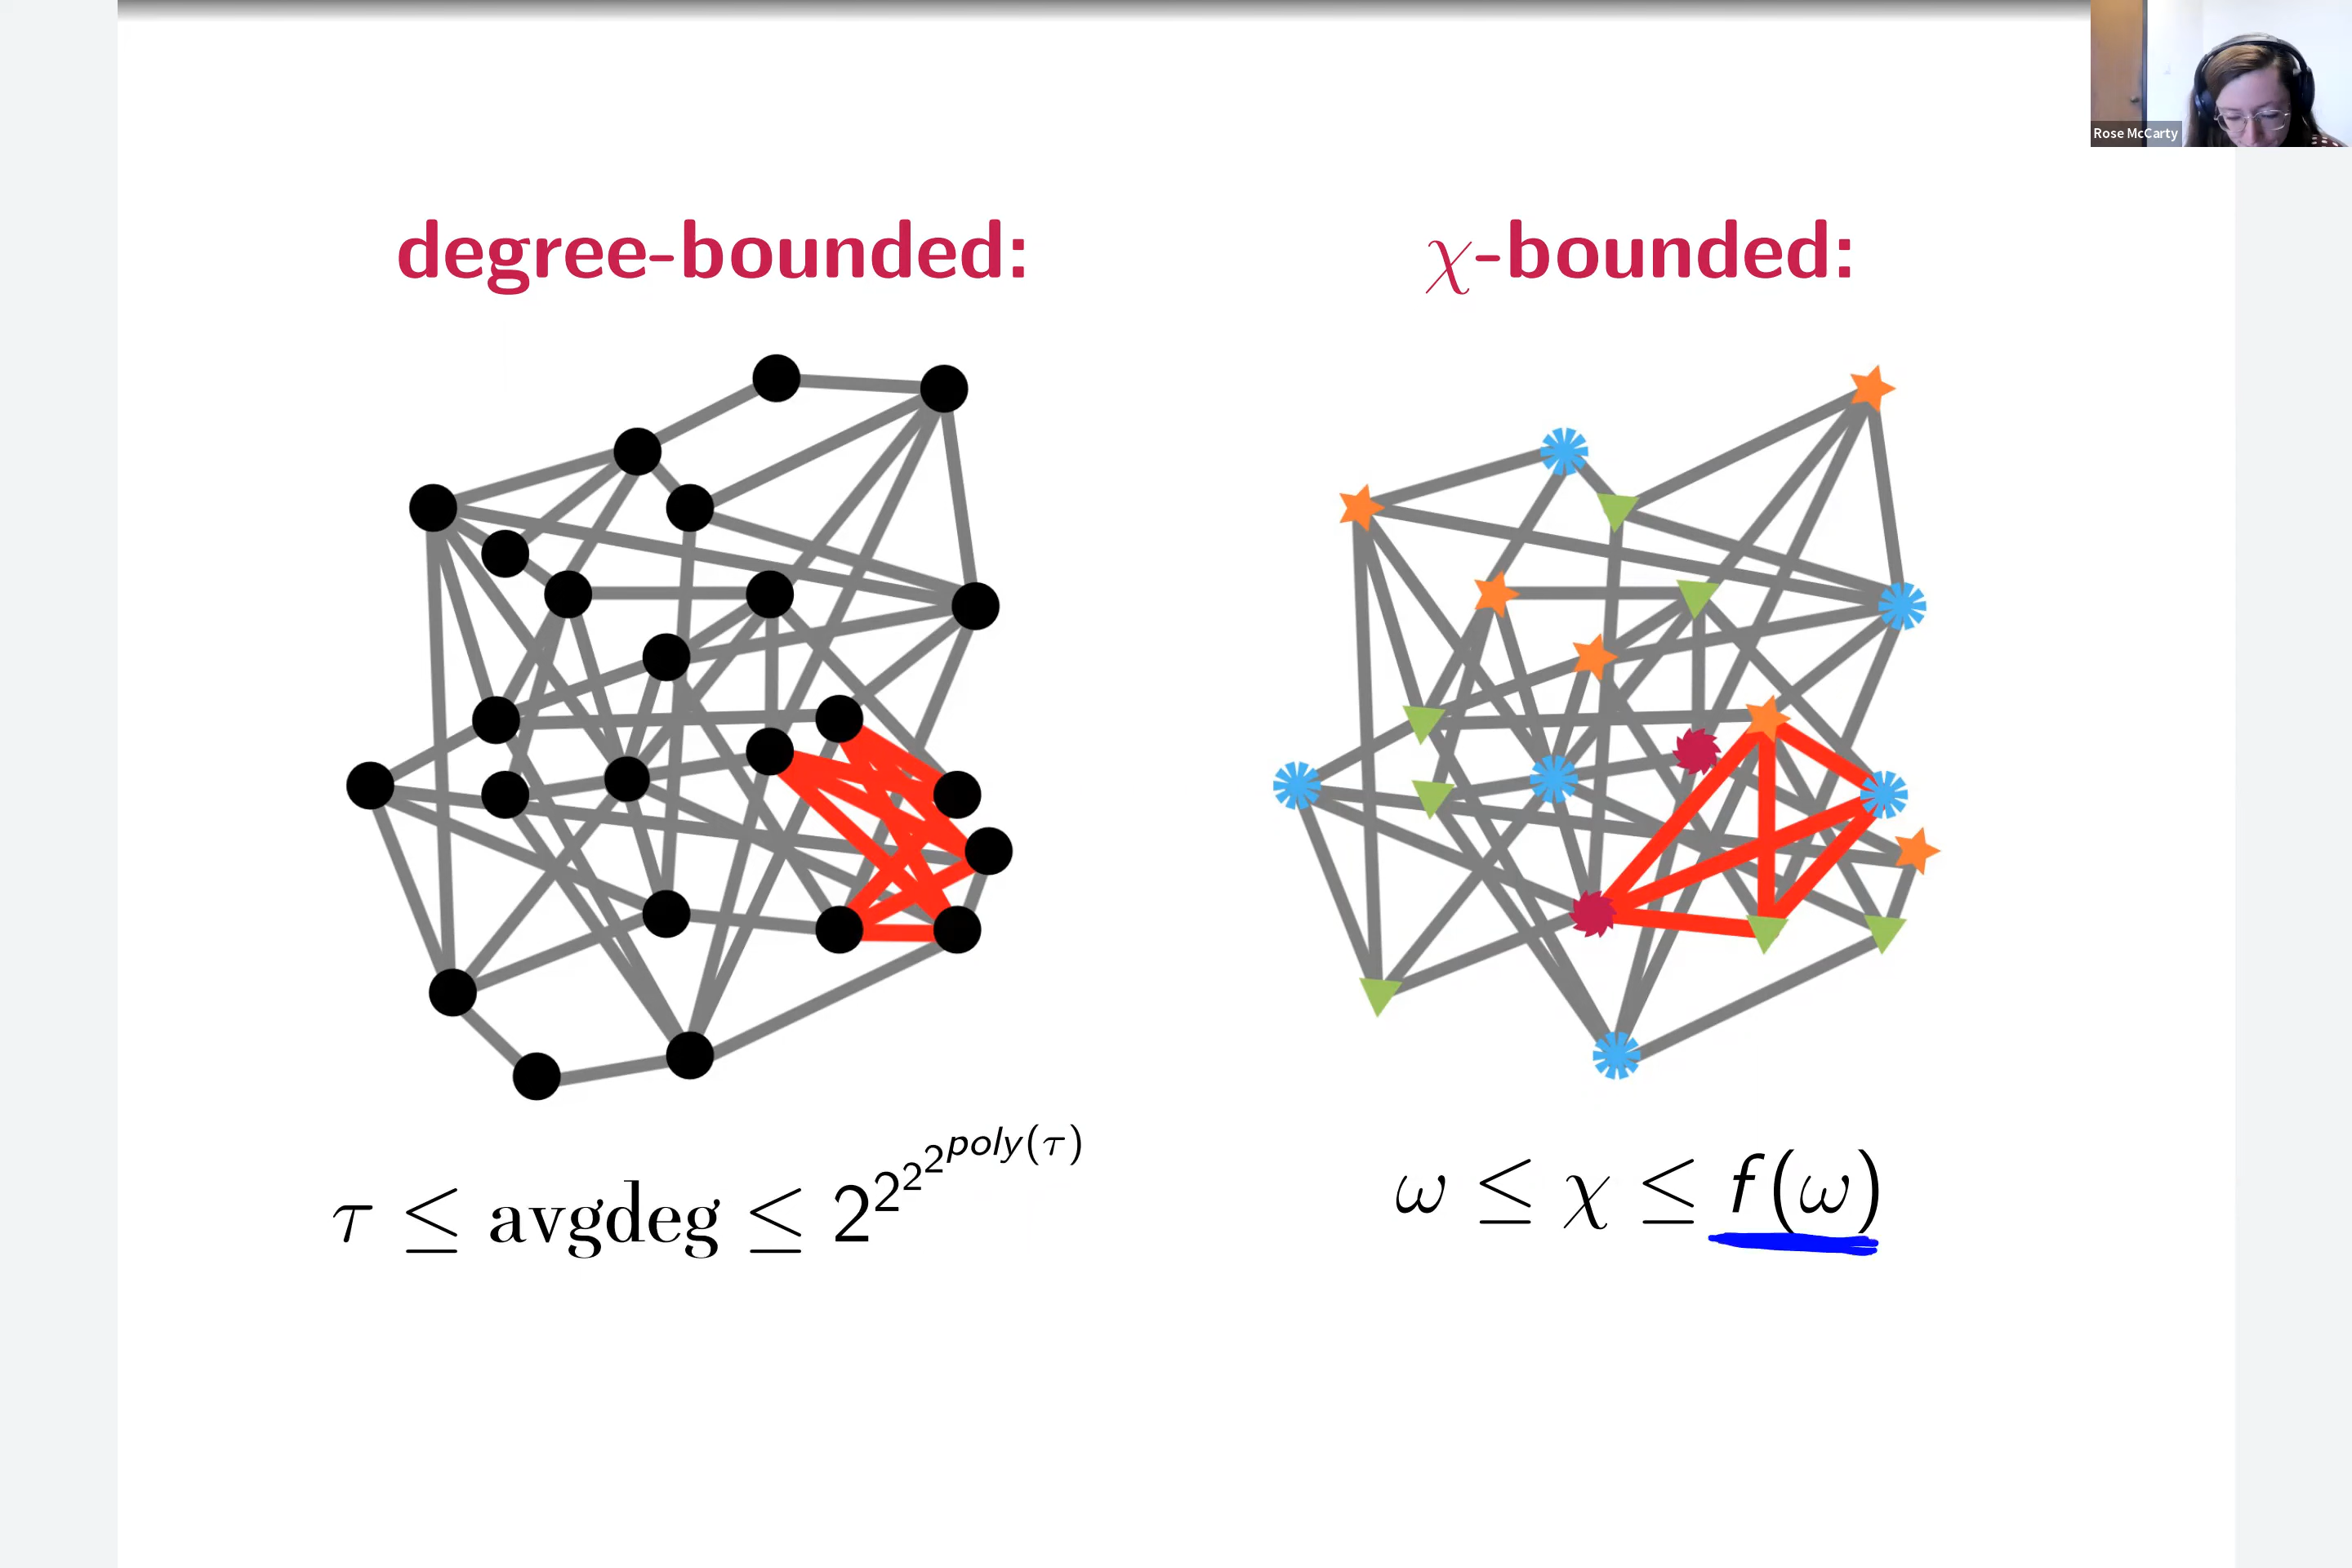 Rose McCarty
degree-bounded:
χ-bounded:
τ ≤ avgdeg ≤ 2^{2^{2^{2^{poly(τ)}}}}
ω ≤ χ ≤ f(ω)